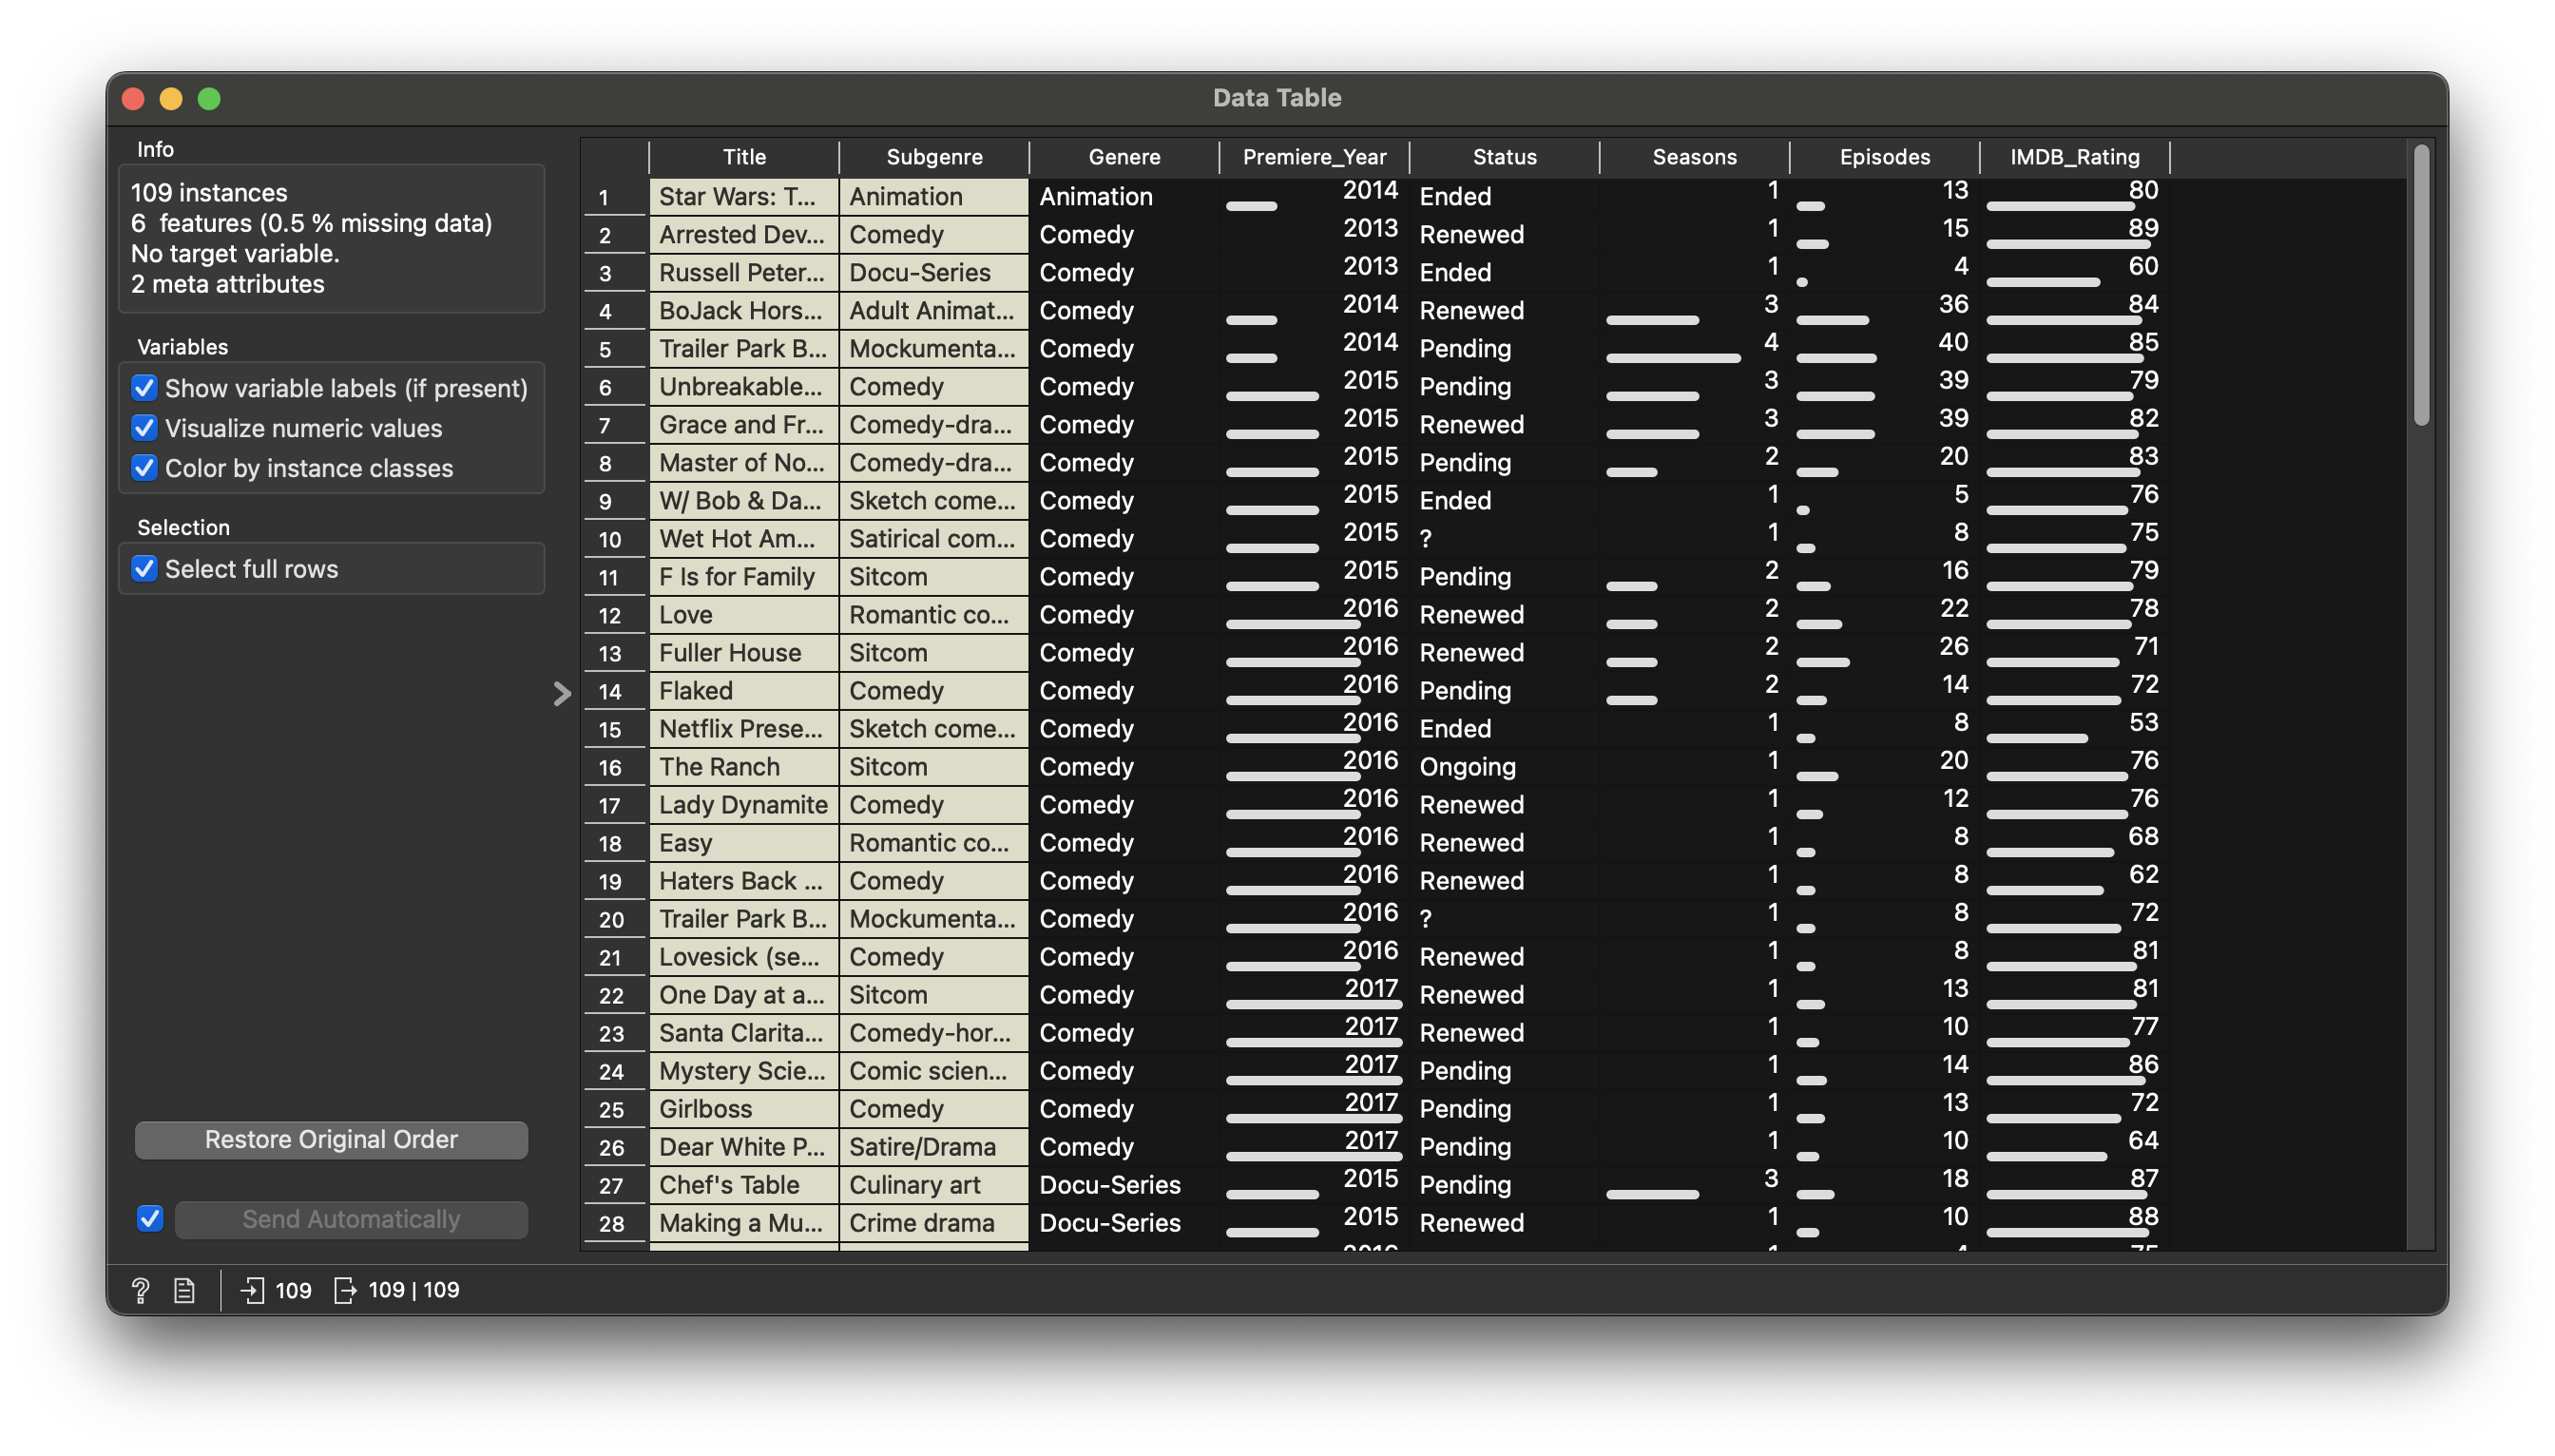 Data Table
Info
109 instances
6  features (0.5 % missing data)
No target variable.
2 meta attributes
Variables
Show variable labels (if present)
Visualize numeric values
Color by instance classes
Selection
Select full rows
Restore Original Order
Send Automatically
Title Subgenre Genere Premiere_Year Status Seasons Episodes IMDB_Rating
1 Star Wars: T... Animation Animation 2014 Ended 1 13 80
2 Arrested Dev... Comedy Comedy 2013 Renewed 1 15 89
3 Russell Peter... Docu-Series Comedy 2013 Ended 1 4 60
4 BoJack Hors... Adult Animat... Comedy 2014 Renewed 3 36 84
5 Trailer Park B... Mockumenta... Comedy 2014 Pending 4 40 85
6 Unbreakable... Comedy Comedy 2015 Pending 3 39 79
7 Grace and Fr... Comedy-dra... Comedy 2015 Renewed 3 39 82
8 Master of No... Comedy-dra... Comedy 2015 Pending 2 20 83
9 W/ Bob & Da... Sketch come... Comedy 2015 Ended 1 5 76
10 Wet Hot Am... Satirical com... Comedy 2015 ? 1 8 75
11 F Is for Family Sitcom Comedy 2015 Pending 2 16 79
12 Love Romantic co... Comedy 2016 Renewed 2 22 78
13 Fuller House Sitcom Comedy 2016 Renewed 2 26 71
14 Flaked Comedy Comedy 2016 Pending 2 14 72
15 Netflix Prese... Sketch come... Comedy 2016 Ended 1 8 53
16 The Ranch Sitcom Comedy 2016 Ongoing 1 20 76
17 Lady Dynamite Comedy Comedy 2016 Renewed 1 12 76
18 Easy Romantic co... Comedy 2016 Renewed 1 8 68
19 Haters Back ... Comedy Comedy 2016 Renewed 1 8 62
20 Trailer Park B... Mockumenta... Comedy 2016 ? 1 8 72
21 Lovesick (se... Comedy Comedy 2016 Renewed 1 8 81
22 One Day at a... Sitcom Comedy 2017 Renewed 1 13 81
23 Santa Clarita... Comedy-hor... Comedy 2017 Renewed 1 10 77
24 Mystery Scie... Comic scien... Comedy 2017 Pending 1 14 86
25 Girlboss Comedy Comedy 2017 Pending 1 13 72
26 Dear White P... Satire/Drama Comedy 2017 Pending 1 10 64
27 Chef's Table Culinary art Docu-Series 2015 Pending 3 18 87
28 Making a Mu... Crime drama Docu-Series 2015 Renewed 1 10 88
? 109 109 | 109